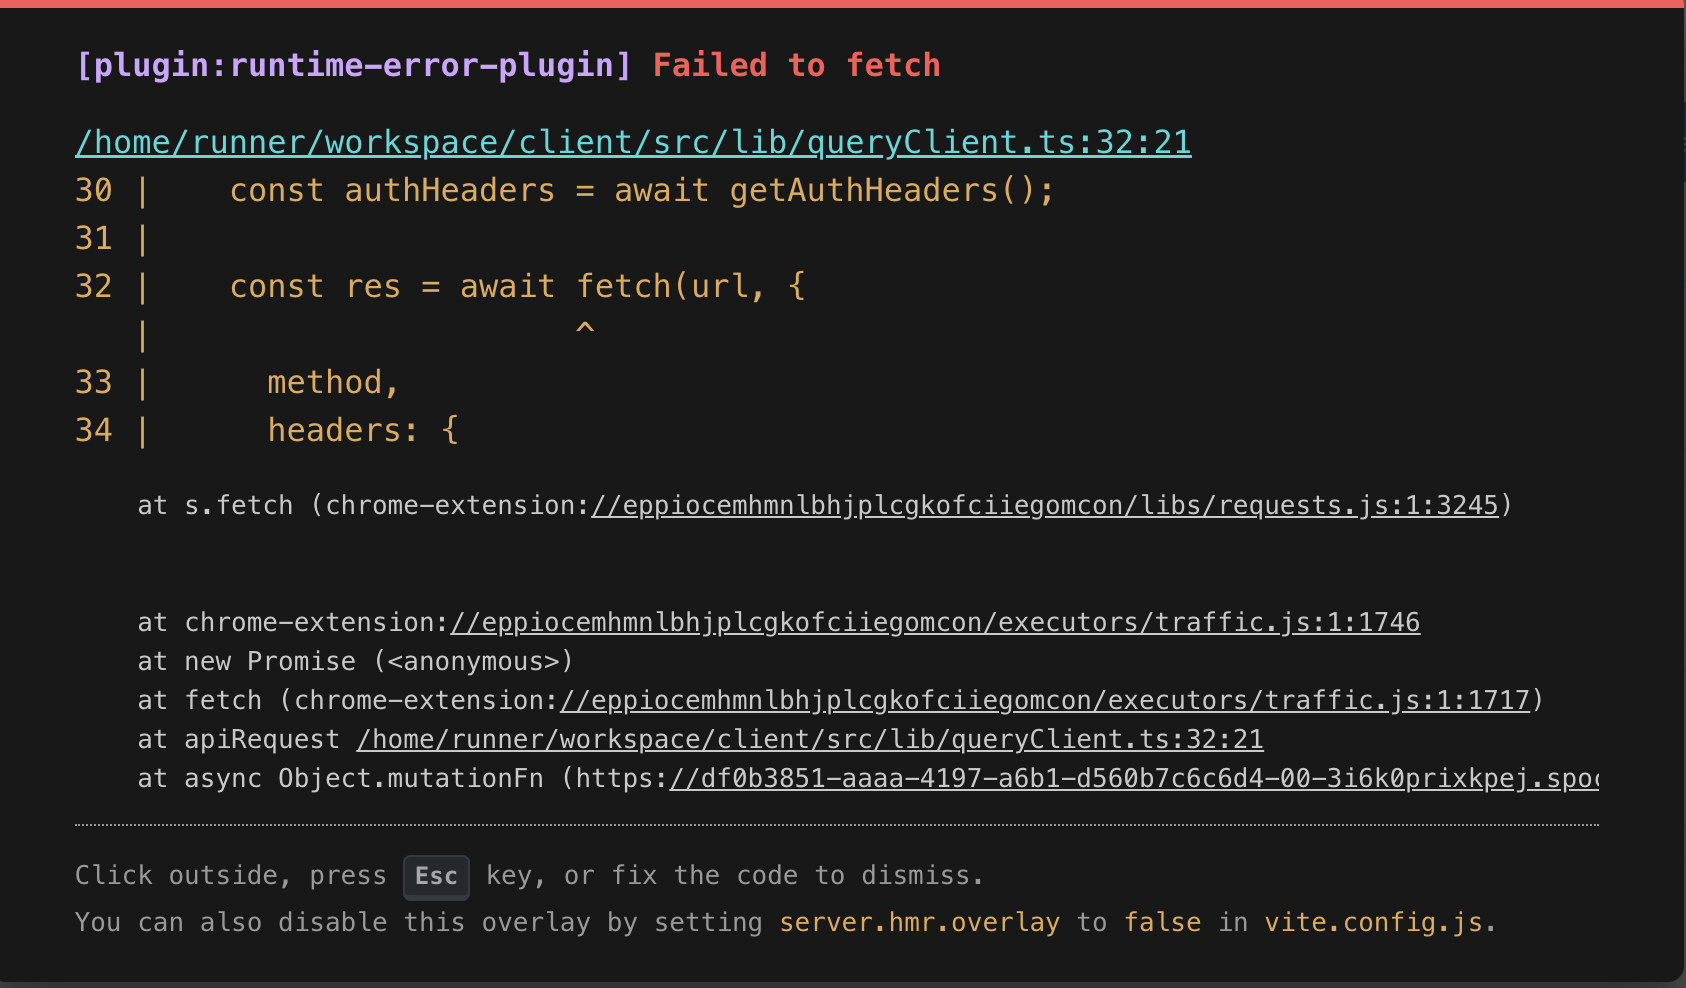 [plugin:runtime-error-plugin] Failed to fetch
/home/runner/workspace/client/src/lib/queryClient.ts:32:21
30 |    const authHeaders = await getAuthHeaders();
31 |
32 |    const res = await fetch(url, {
   |                      ^
33 |      method,
34 |      headers: {
at s.fetch (chrome-extension://eppiocemhmnlbhjplcgkofciiegomcon/libs/requests.js:1:3245)
at chrome-extension://eppiocemhmnlbhjplcgkofciiegomcon/executors/traffic.js:1:1746
at new Promise (<anonymous>)
at fetch (chrome-extension://eppiocemhmnlbhjplcgkofciiegomcon/executors/traffic.js:1:1717)
at apiRequest /home/runner/workspace/client/src/lib/queryClient.ts:32:21
at async Object.mutationFn (https://df0b3851-aaaa-4197-a6b1-d560b7c6c6d4-00-3i6k0prixkpej.spoc
Click outside, press Esc key, or fix the code to dismiss.
You can also disable this overlay by setting server.hmr.overlay to false in vite.config.js.